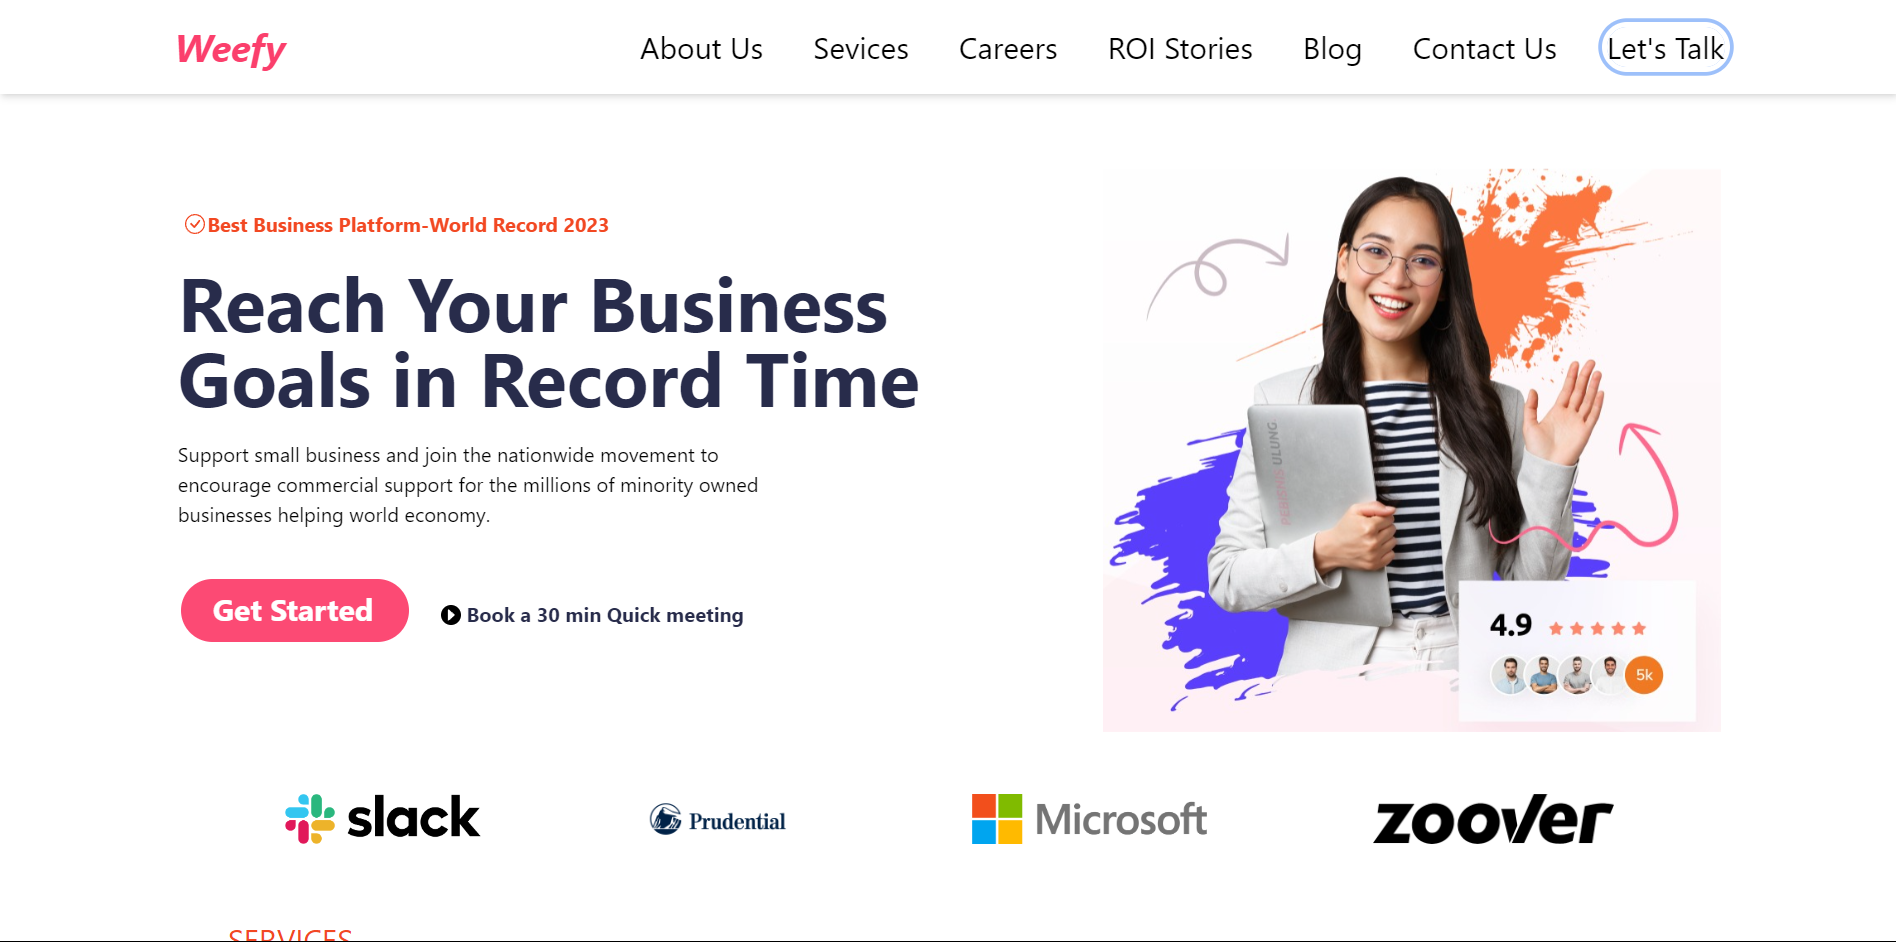 Weefy
About Us
Sevices
Careers
ROI Stories
Blog
Contact Us
Let's Talk
Best Business Platform-World Record 2023
Reach Your Business
Goals in Record Time
Support small business and join the nationwide movement to
encourage commercial support for the millions of minority owned
businesses helping world economy.
Get Started
Book a 30 min Quick meeting
PEBISNIS ULUNG
4.9
5k
slack
Prudential
Microsoft
zoover
SERVICES